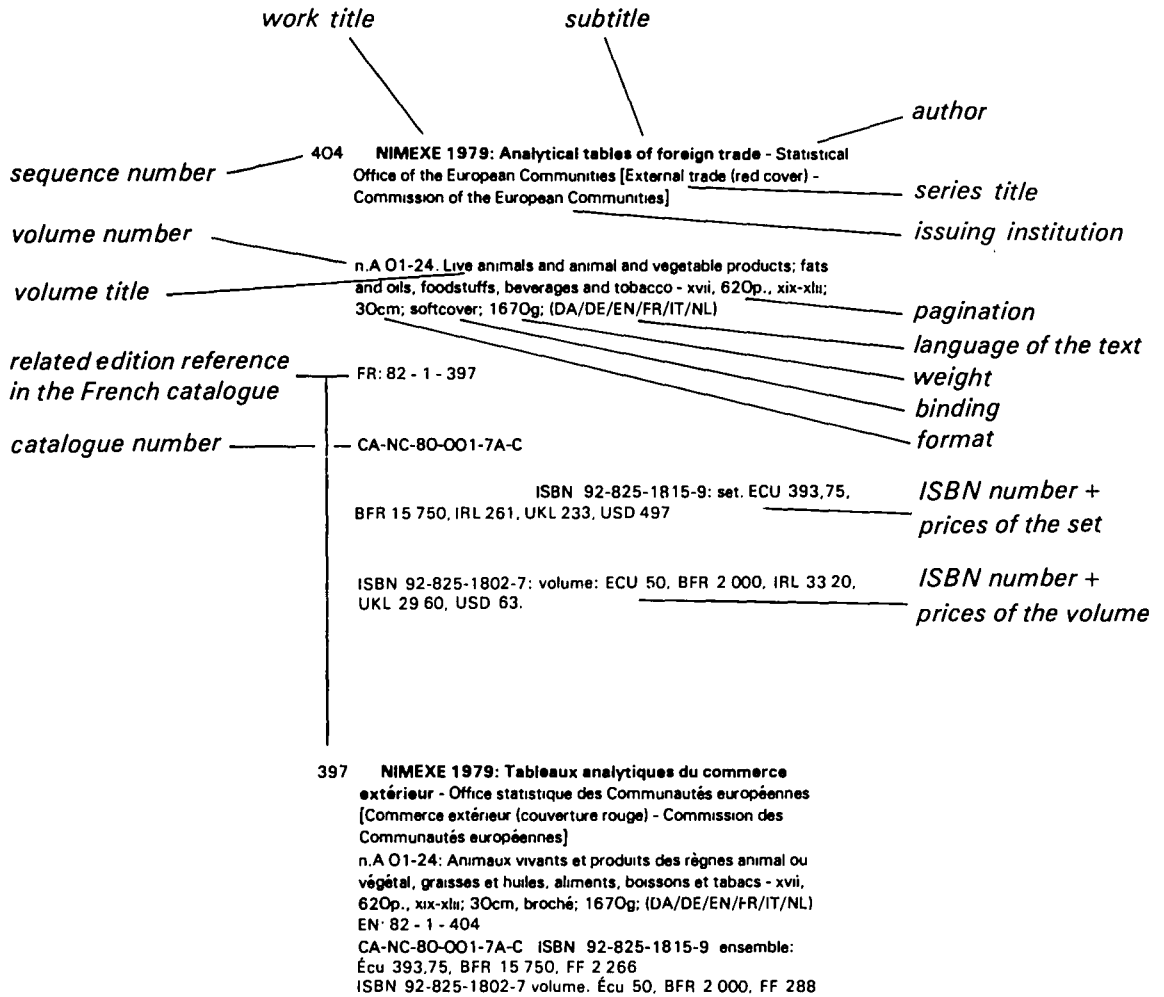 work title
subtitle
author
sequence number
404 NIMEXE 1979: Analytical tables of foreign trade - Statistical
Office of the European Communities [External trade (red cover) -
Commission of the European Communities]
series title
issuing institution
volume number
volume title
n.A 01-24. Live animals and animal and vegetable products; fats
and oils, foodstuffs, beverages and tobacco - xvii, 620p., xix-xlii;
30cm; softcover; 1670g; (DA/DE/EN/FR/IT/NL)
pagination
language of the text
weight
binding
format
related edition reference
in the French catalogue
FR: 82 - 1 - 397
catalogue number
CA-NC-80-001-7A-C
ISBN 92-825-1815-9: set. ECU 393,75,
BFR 15 750, IRL 261, UKL 233, USD 497
ISBN number +
prices of the set
ISBN 92-825-1802-7: volume: ECU 50, BFR 2 000, IRL 33 20,
UKL 29 60, USD 63.
ISBN number +
prices of the volume
397 NIMEXE 1979: Tableaux analytiques du commerce
extérieur - Office statistique des Communautés européennes
[Commerce extérieur (couverture rouge) - Commission des
Communautés européennes]
n.A 01-24: Animaux vivants et produits des règnes animal ou
végétal, graisses et huiles, aliments, boissons et tabacs - xvii,
620p., xix-xlii; 30cm, broché; 1670g; (DA/DE/EN/FR/IT/NL)
EN: 82 - 1 - 404
CA-NC-80-001-7A-C ISBN 92-825-1815-9 ensemble:
Écu 393,75, BFR 15 750, FF 2 266
ISBN 92-825-1802-7 volume. Écu 50, BFR 2 000, FF 288